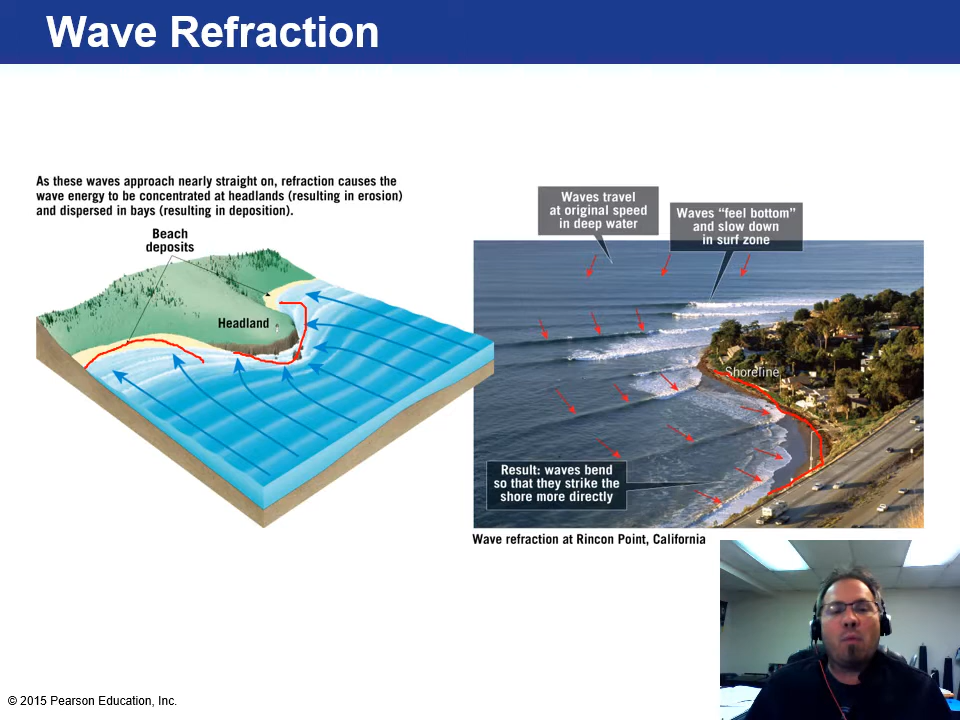 Wave Refraction
As these waves approach nearly straight on, refraction causes the
wave energy to be concentrated at headlands (resulting in erosion)
and dispersed in bays (resulting in deposition).
Beach
deposits
Headland
Waves travel
at original speed
in deep water
Waves “feel bottom”
and slow down
in surf zone
Shoreline
Result: waves bend
so that they strike the
shore more directly
Wave refraction at Rincon Point, California
© 2015 Pearson Education, Inc.